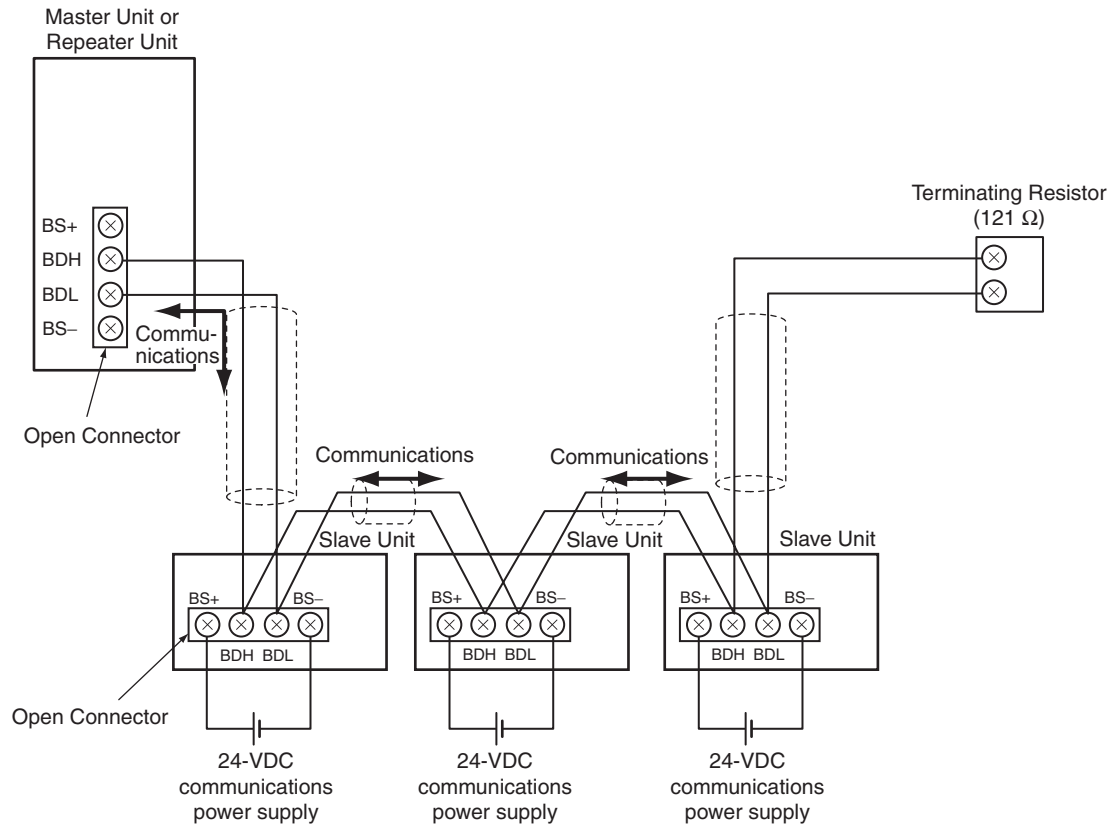 Master Unit or
Repeater Unit
BS+
BDH
BDL
BS–
Commu-
nications
Open Connector
Terminating Resistor
(121 Ω)
Communications
Communications
Slave Unit
Slave Unit
Slave Unit
BS+
BS–
BDH BDL
BS+
BS–
BDH BDL
BS+
BS–
BDH BDL
Open Connector
24-VDC
communications
power supply
24-VDC
communications
power supply
24-VDC
communications
power supply